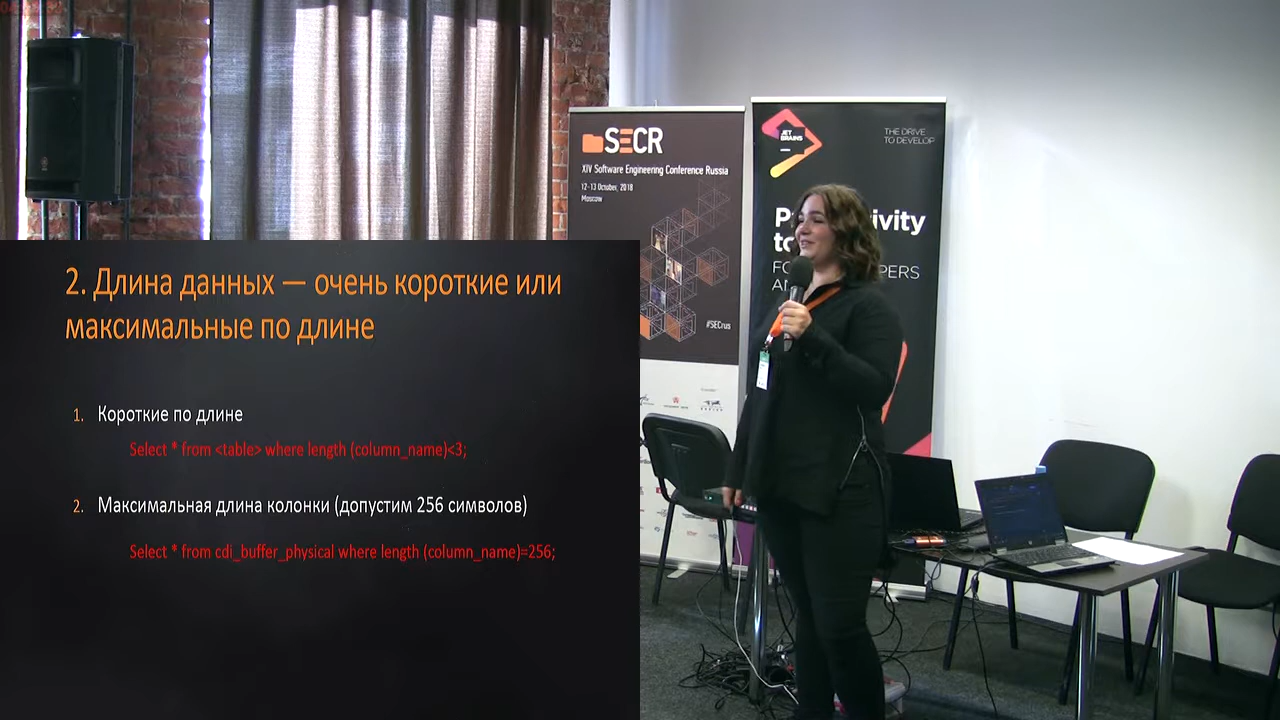 SECR
XIV Software Engineering Conference Russia
12-13 October, 2018
Moscow
#SECrus
JET
BRAINS
THE DRIVE
TO DEVELOP
2. Длина данных — очень короткие или
максимальные по длине
1. Короткие по длине
Select * from <table> where length (column_name)<3;
2. Максимальная длина колонки (допустим 256 символов)
Select * from cdi_buffer_physical where length (column_name)=256;